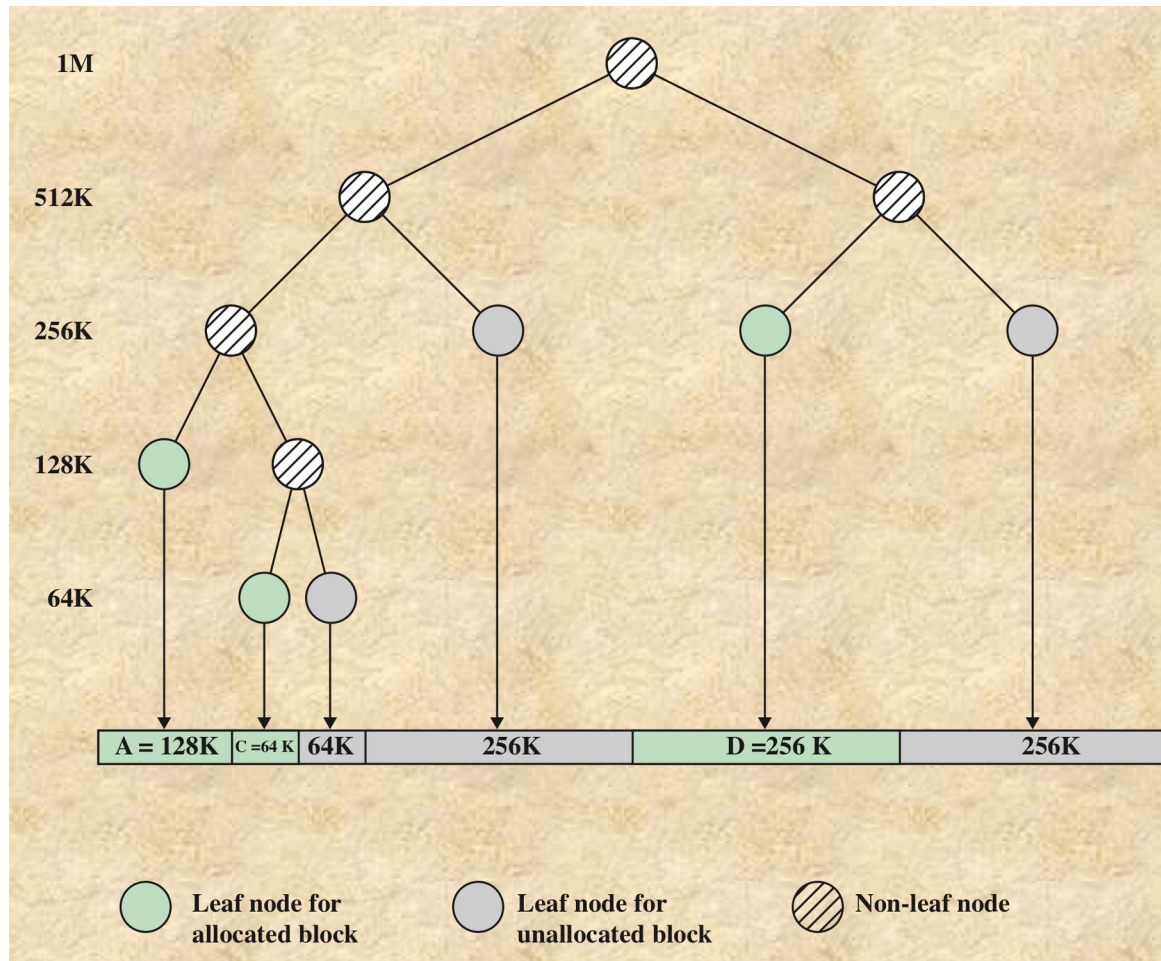 1M
512K
256K
128K
64K
A = 128K C =64 K 64K 256K D =256 K 256K
Leaf node for
allocated block
Leaf node for
unallocated block
Non-leaf node